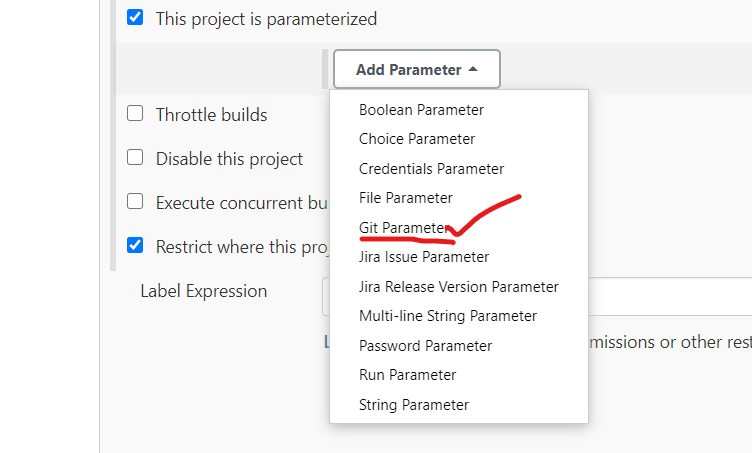 This project is parameterized
Add Parameter
Boolean Parameter
Choice Parameter
Credentials Parameter
File Parameter
Git Parameter
Jira Issue Parameter
Jira Release Version Parameter
Multi-line String Parameter
Password Parameter
Run Parameter
String Parameter
Throttle builds
Disable this project
Execute concurrent bu
Restrict where this pro
Label Expression
L
missions or other rest